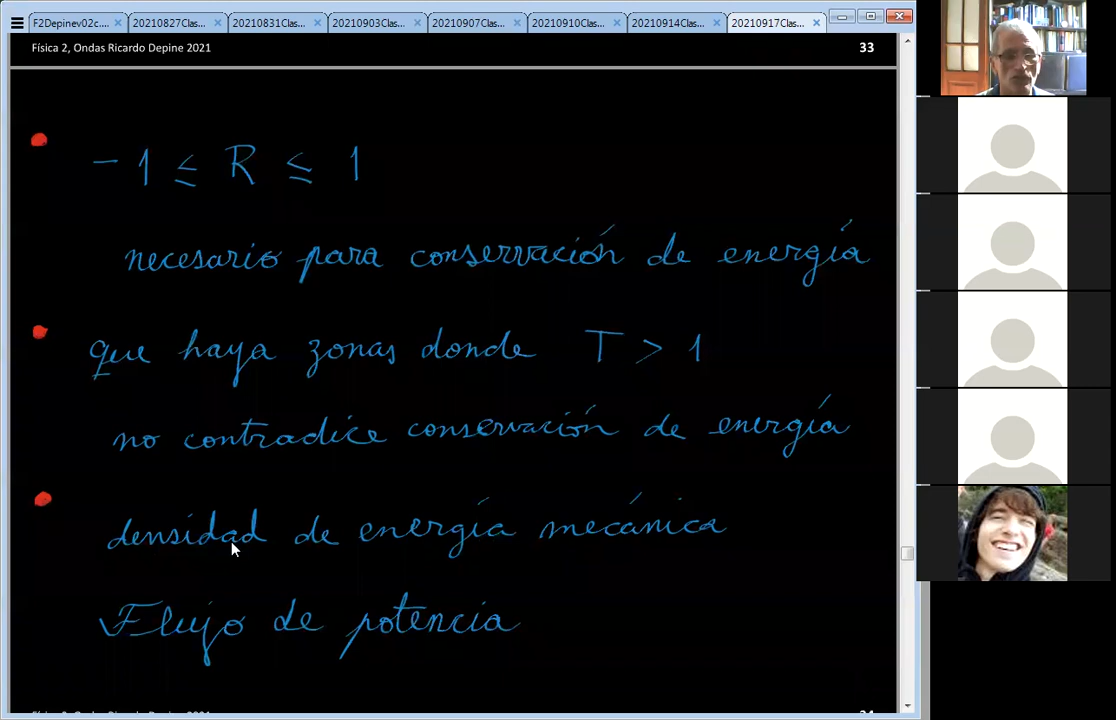 F2Depinev02c....
20210827Clas...
20210831Clas...
20210903Clas...
20210907Clas...
20210910Clas...
20210914Clas...
20210917Clas...
Física 2, Ondas Ricardo Depine 2021
33
-1 ≤ R ≤ 1
necesario para conservación de energía
que haya zonas donde T > 1
no contradice conservación de energía
densidad de energía mecánica
Flujo de potencia